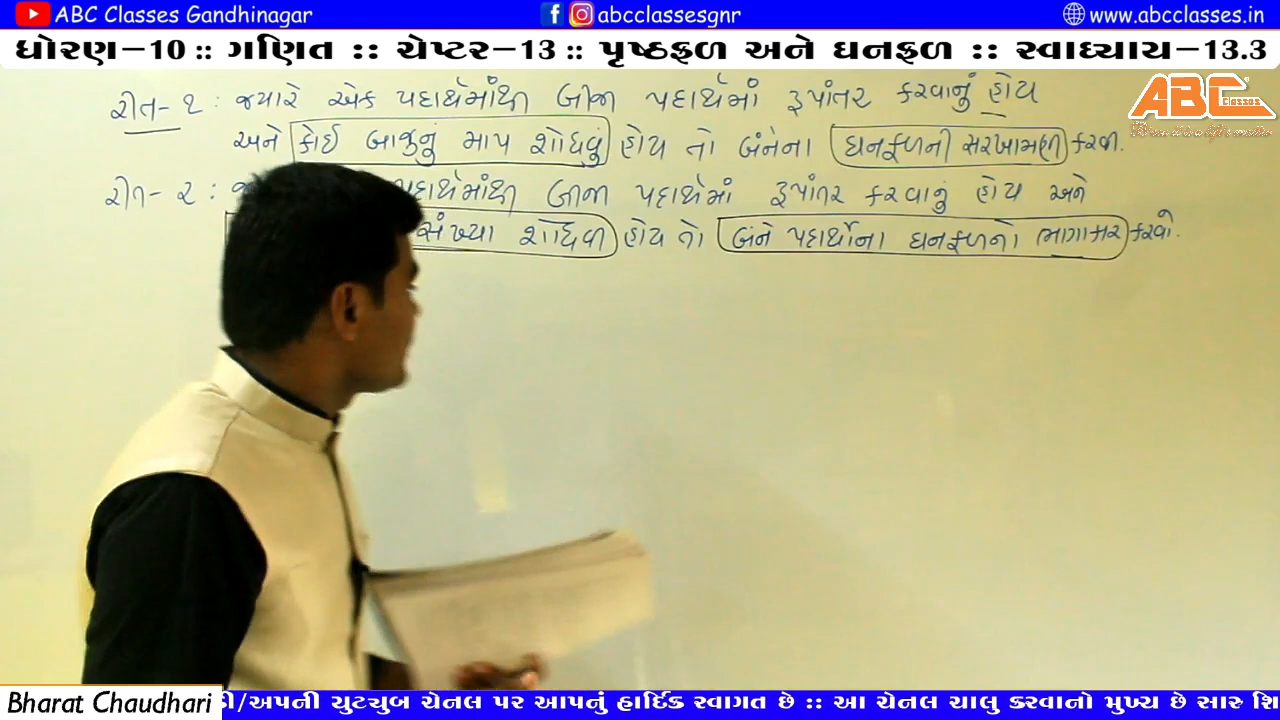 ABC Classes Gandhinagar
abcclassesgnr
www.abcclasses.in
ધોરણ–10 :: ગણિત :: ચેપ્ટર–13 :: પૃષ્ઠફળ અને ઘનફળ :: સ્વાધ્યાય–13.3
ABC
Classes
રીત-૧: જ્યારે એક પદાર્થમાંથી બીજા પદાર્થમાં રૂપાંતર કરવાનું હોય
અને કોઈ બાજુનું માપ શોધવું હોય તો બંનેના ઘનફળની સરખામણી કરવી.
રીત-૨: પદાર્થમાંથી બીજા પદાર્થમાં રૂપાંતર કરવાનું હોય અને
સંખ્યા શોધવી હોય તો બંને પદાર્થોના ઘનફળનો ભાગાકાર કરવો.
Bharat Chaudhari
/અપની યુટયુબ ચેનલ પર આપનું હાર્દિક સ્વાગત છે :: આ ચેનલ ચાલુ કરવાનો મુખ્ય છે સારુ શિ